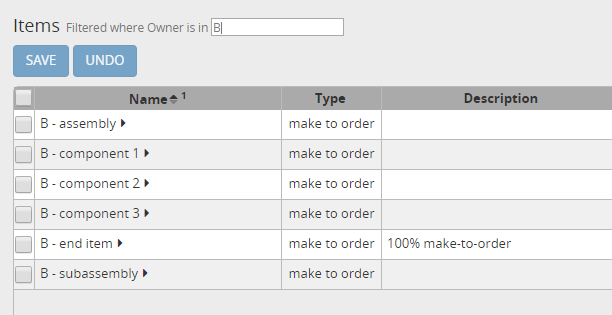 Items Filtered where Owner is in B
SAVE UNDO
Name 1 Type Description
B - assembly make to order
B - component 1 make to order
B - component 2 make to order
B - component 3 make to order
B - end item make to order 100% make-to-order
B - subassembly make to order